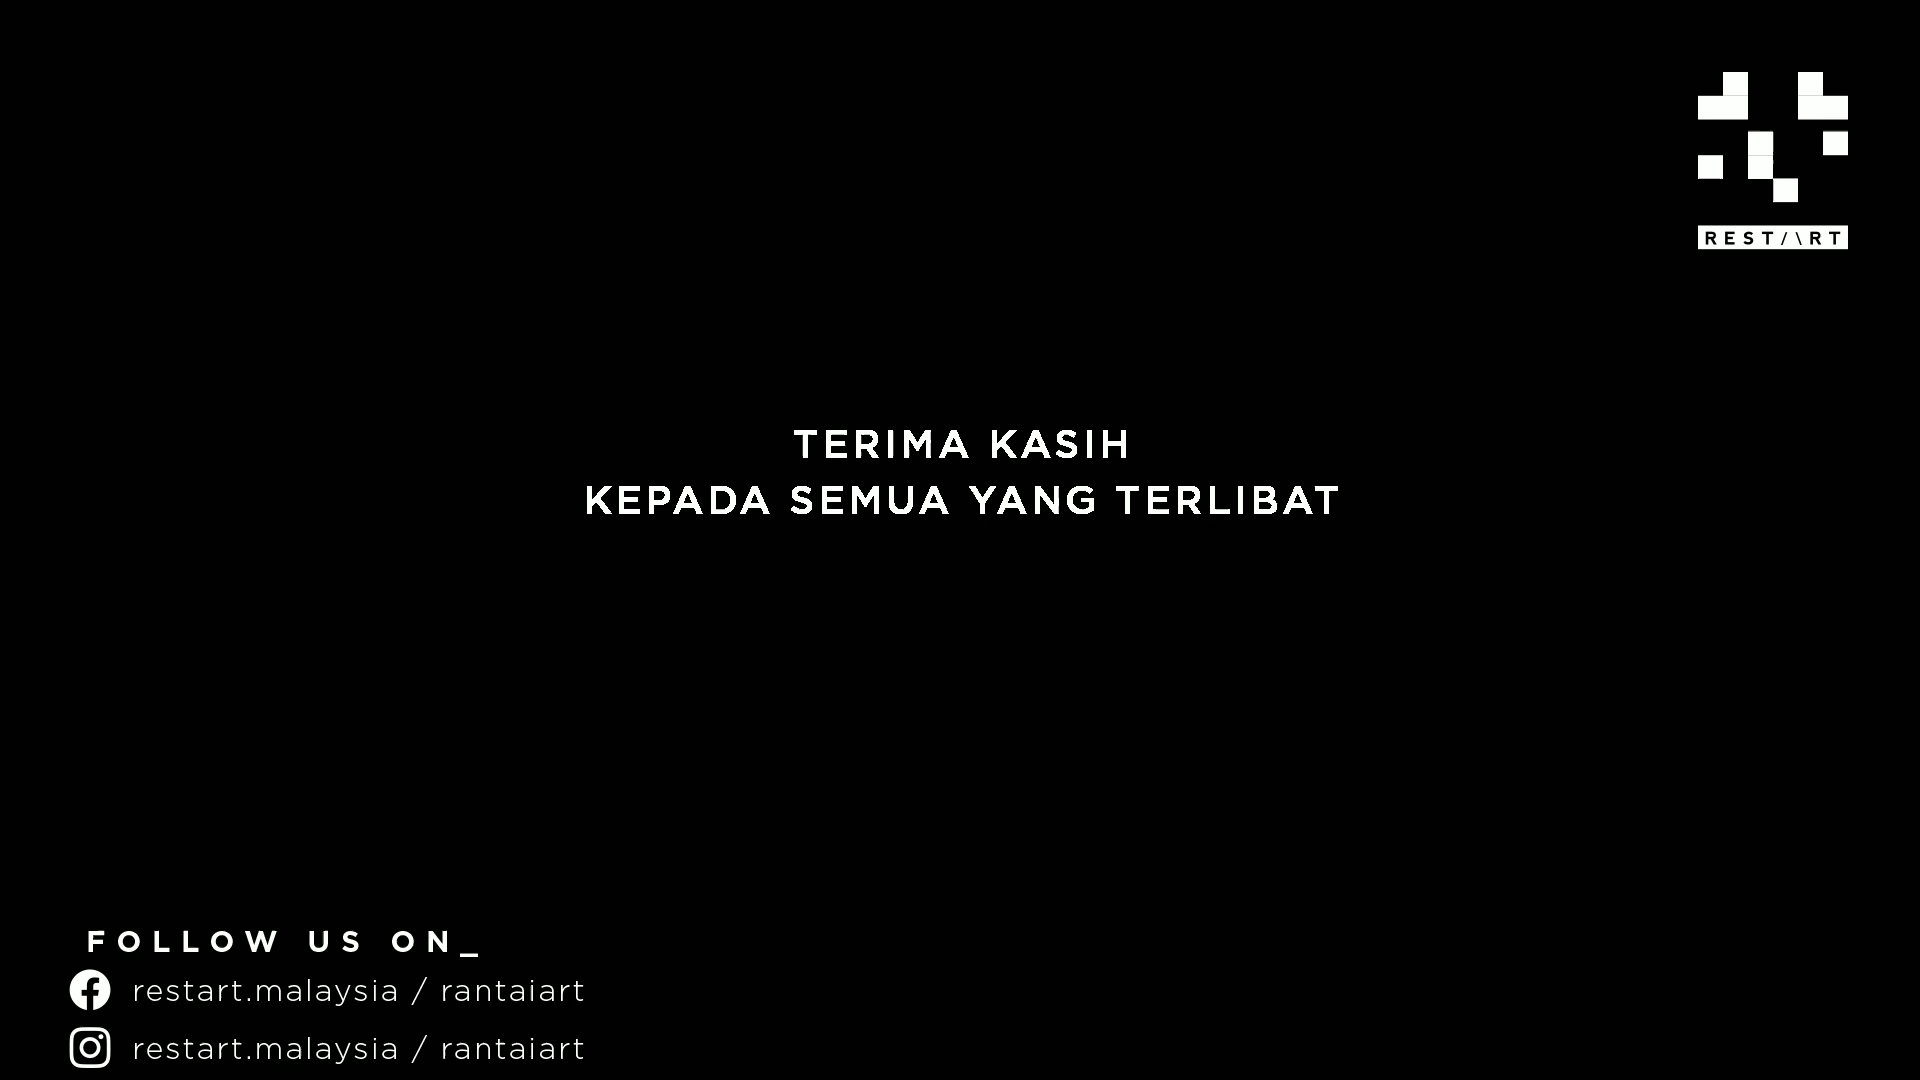 REST/\RT
TERIMA KASIH
KEPADA SEMUA YANG TERLIBAT
FOLLOW US ON_
restart.malaysia / rantaiart
restart.malaysia / rantaiart